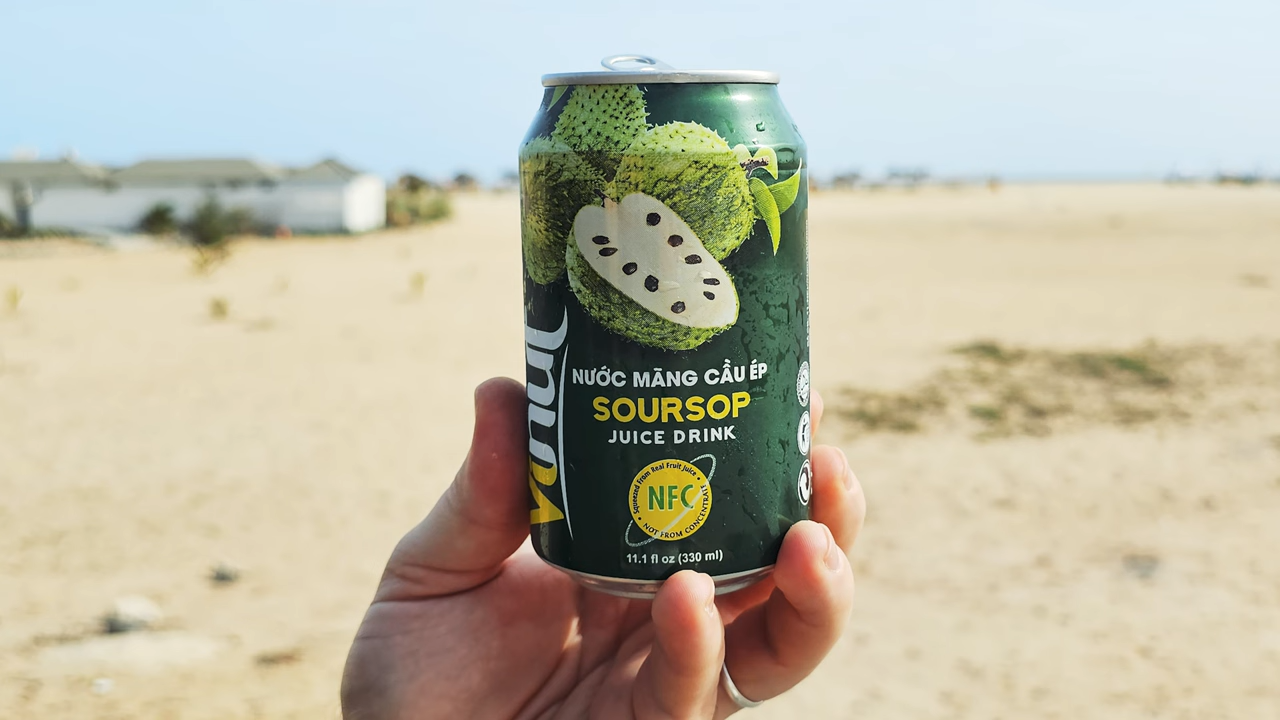 Vinut
NƯỚC MÃNG CẦU ÉP
SOURSOP
JUICE DRINK
Squeezed From Real Fruit Juice
NFC
NOT FROM CONCENTRATE
11.1 fl oz (330 ml)